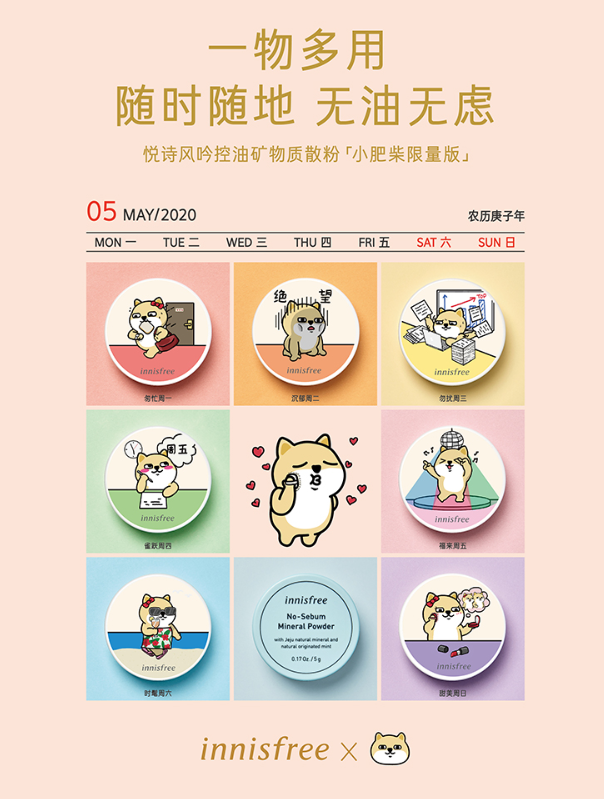 一物多用
随时随地 无油无虑
悦诗风吟控油矿物质散粉「小肥柴限量版」
05 MAY/2020
农历庚子年
MON 一 TUE 二 WED 三 THU 四 FRI 五 SAT 六 SUN 日
绝 望
TOP
innisfree
innisfree
innisfree
匆忙周一
沉郁周二
勿扰周三
周五
innisfree
innisfree
雀跃周四
蓓来周五
innisfree
innisfree
No-Sebum
Mineral Powder
with Jeju natural mineral and
natural originated mint
0.17 Oz. / 5 g
innisfree
时髦周六
甜美周日
innisfree ×